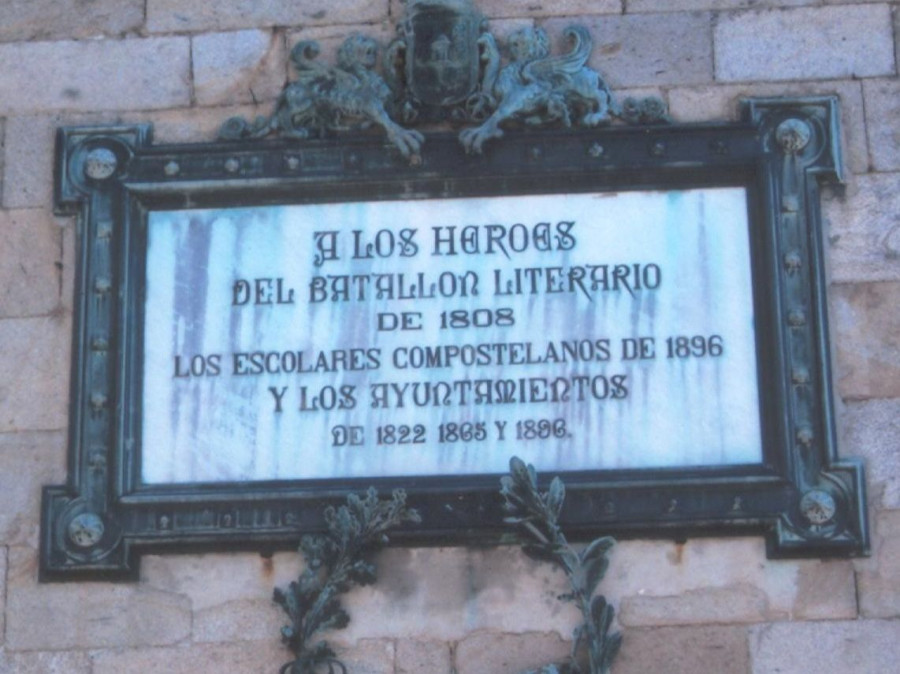 A LOS HEROES
DEL BATALLON LITERARIO
DE 1808
LOS ESCOLARES COMPOSTELANOS DE 1896
Y LOS AYUNTAMIENTOS
DE 1822 1865 Y 1896.